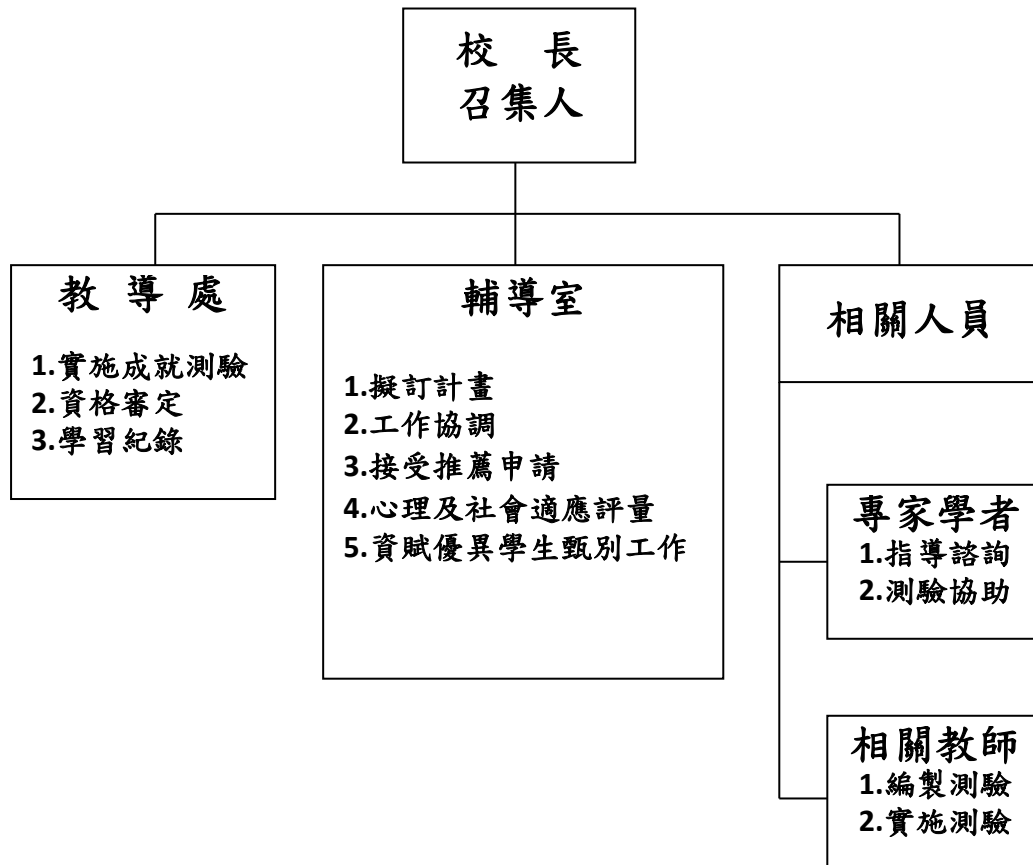 校　長
召集人
教 導 處
1.實施成就測驗
2.資格審定
3.學習紀錄
輔導室
1.擬訂計畫
2.工作協調
3.接受推薦申請
4.心理及社會適應評量
5.資賦優異學生甄別工作
相關人員
專家學者
1.指導諮詢
2.測驗協助
相關教師
1.編製測驗
2.實施測驗